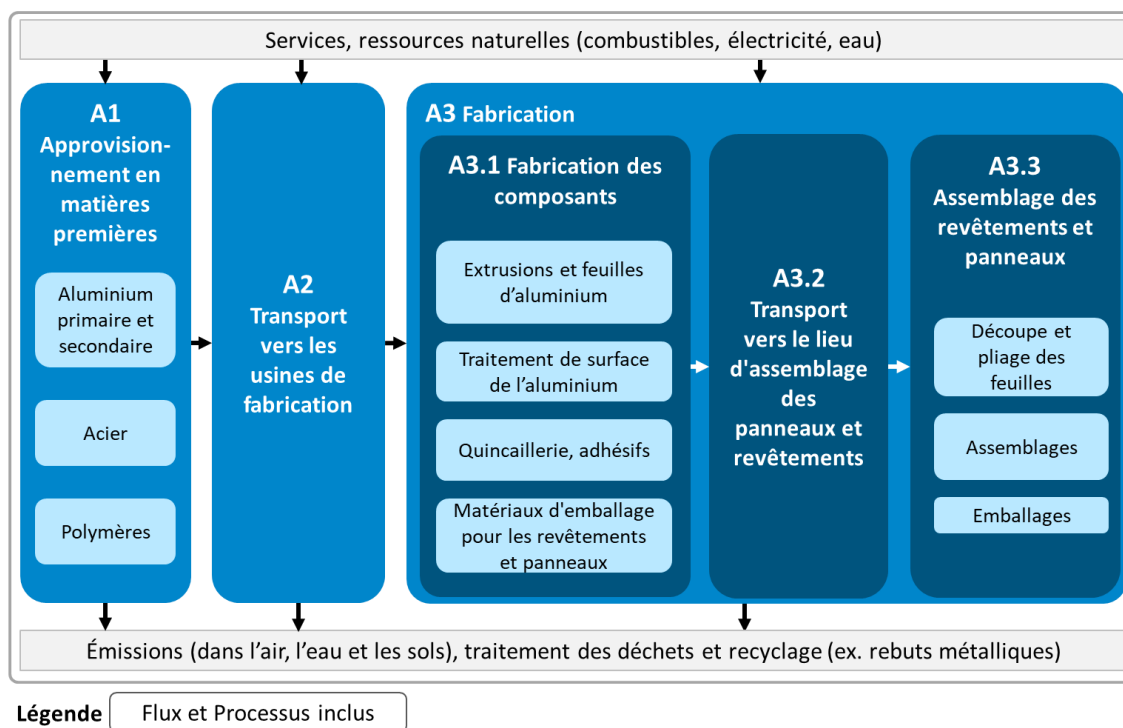 Services, ressources naturelles (combustibles, électricité, eau)
A1
Approvision-
nement en
matières
premières
Aluminium
primaire et
secondaire
Acier
Polymères
A2
Transport
vers les
usines de
fabrication
A3 Fabrication
A3.1 Fabrication des
composants
Extrusions et feuilles
d’aluminium
Traitement de surface
de l’aluminium
Quincaillerie, adhésifs
Matériaux d'emballage
pour les revêtements
et panneaux
A3.2
Transport
vers le lieu
d'assemblage
des
panneaux et
revêtements
A3.3
Assemblage des
revêtements et
panneaux
Découpe et
pliage des
feuilles
Assemblages
Emballages
Émissions (dans l’air, l’eau et les sols), traitement des déchets et recyclage (ex. rebuts métalliques)
Légende Flux et Processus inclus